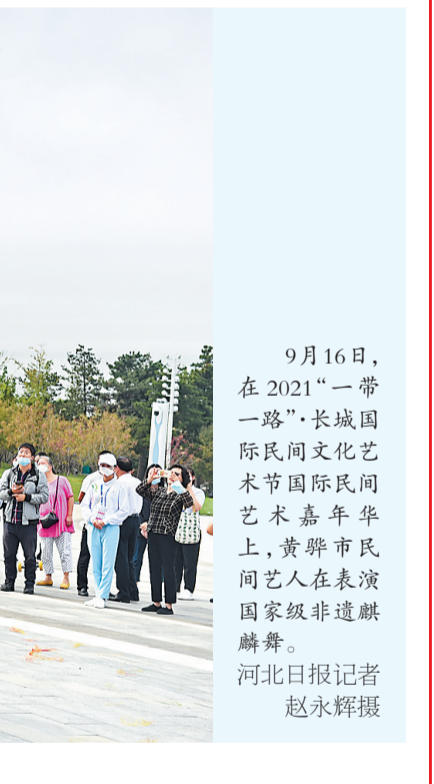 9月16日，
在2021“一带
一路”·长城国
际民间文化艺
术节国际民间
艺术嘉年华
上，黄骅市民
间艺人在表演
国家级非遗麒
麟舞。
河北日报记者
赵永辉摄